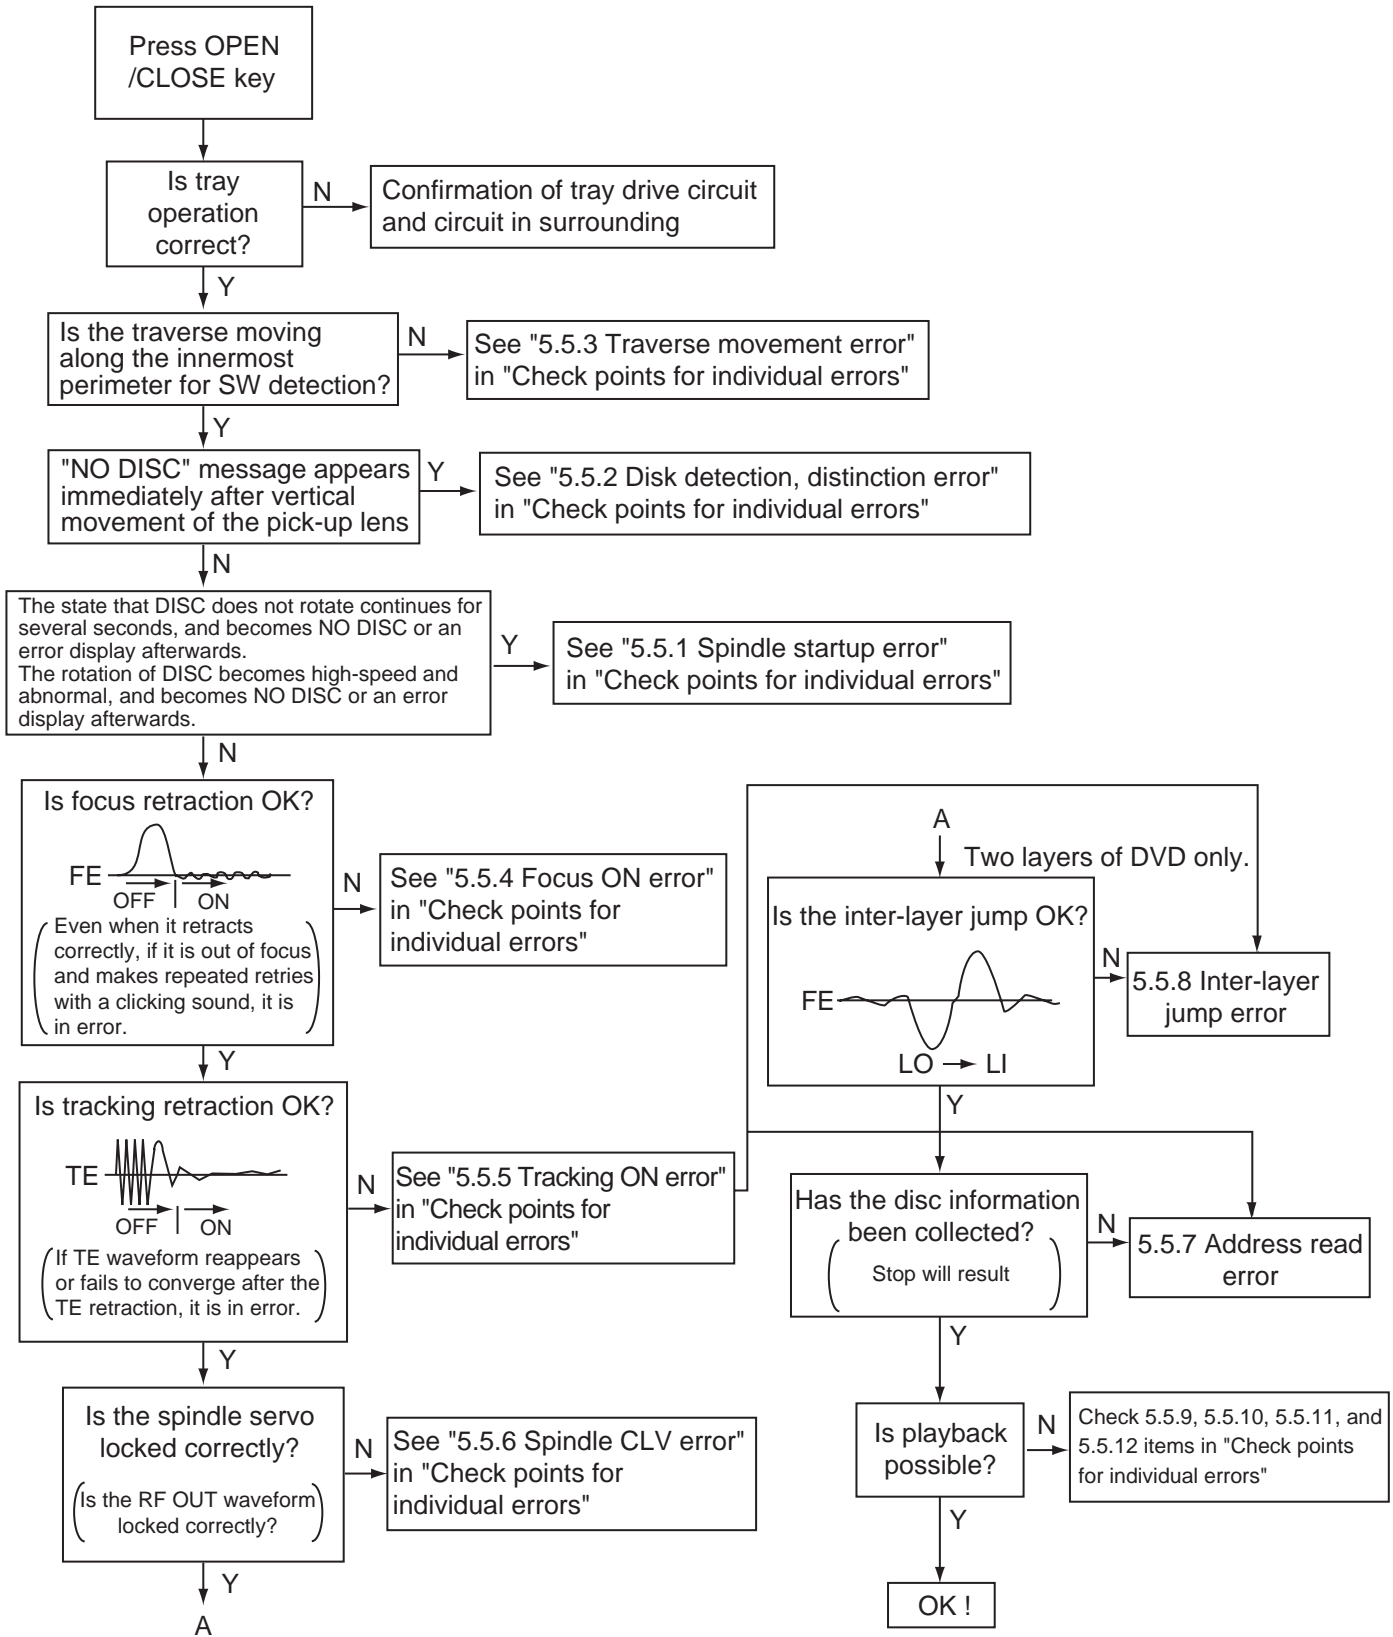 Press OPEN
/CLOSE key
Is tray
operation
correct?
N
Confirmation of tray drive circuit
and circuit in surrounding
Y
Is the traverse moving
along the innermost
perimeter for SW detection?
N
See "5.5.3 Traverse movement error"
in "Check points for individual errors"
Y
"NO DISC" message appears
immediately after vertical
movement of the pick-up lens
Y
See "5.5.2 Disk detection, distinction error"
in "Check points for individual errors"
N
The state that DISC does not rotate continues for
several seconds, and becomes NO DISC or an
error display afterwards.
The rotation of DISC becomes high-speed and
abnormal, and becomes NO DISC or an error
display afterwards.
Y
See "5.5.1 Spindle startup error"
in "Check points for individual errors"
N
Is focus retraction OK?
FE
OFF
ON
Even when it retracts
correctly, if it is out of focus
and makes repeated retries
with a clicking sound, it is
in error.
N
See "5.5.4 Focus ON error"
in "Check points for
individual errors"
Y
Is tracking retraction OK?
TE
OFF
ON
If TE waveform reappears
or fails to converge after the
TE retraction, it is in error.
N
See "5.5.5 Tracking ON error"
in "Check points for
individual errors"
Y
Is the spindle servo
locked correctly?
Is the RF OUT waveform
locked correctly?
N
See "5.5.6 Spindle CLV error"
in "Check points for
individual errors"
Y
A
A
Two layers of DVD only.
Is the inter-layer jump OK?
FE
LO
LI
N
5.5.8 Inter-layer
jump error
Y
Has the disc information
been collected?
Stop will result
N
5.5.7 Address read
error
Y
Is playback
possible?
N
Check 5.5.9, 5.5.10, 5.5.11, and
5.5.12 items in "Check points
for individual errors"
Y
OK !